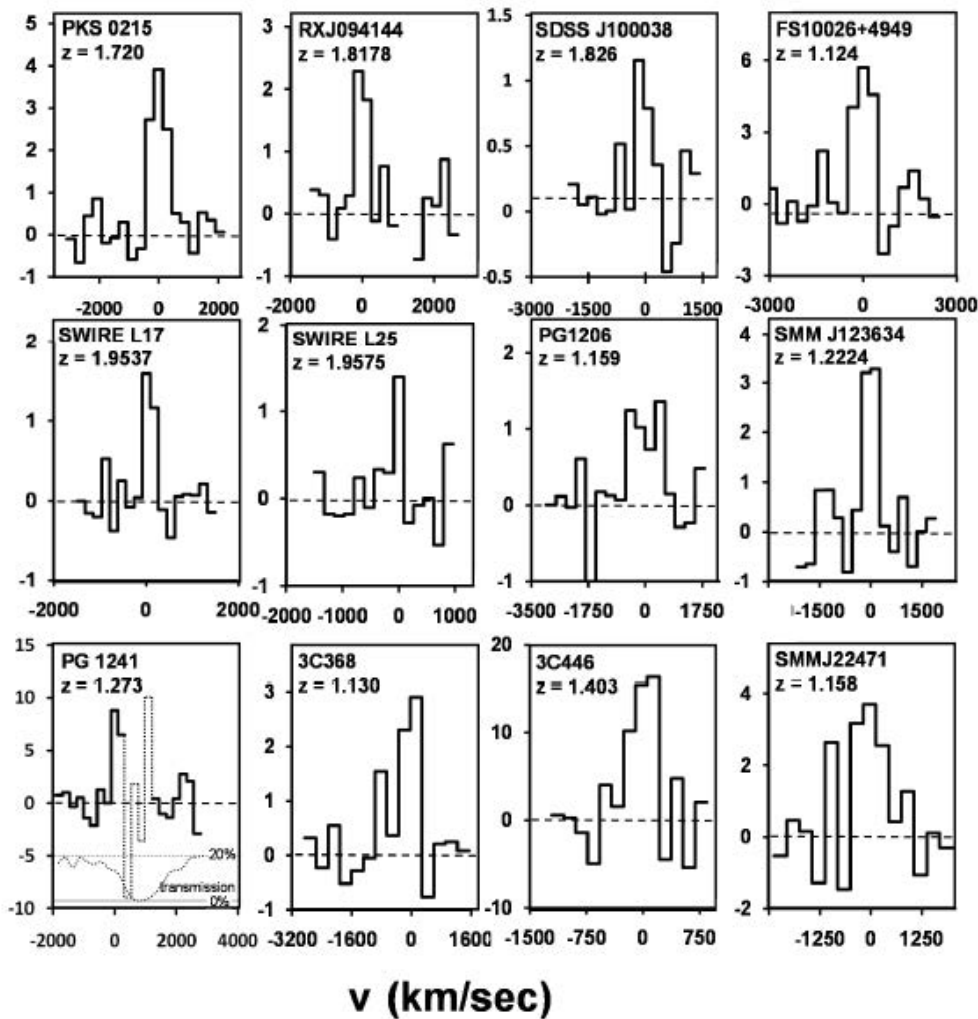 PKS 0215
z = 1.720
5
4
3
2
1
0
-1
-2000 0 2000
RXJ094144
z = 1.8178
3
2
1
0
-1
-2000 0 2000
SDSS J100038
z = 1.826
1.5
1
0.5
0
-0.5
-1500 0 1500
FS10026+4949
z = 1.124
6
3
0
-3
-3000 0 3000
SWIRE L17
z = 1.9537
2
1
0
-1
-2000 0 2000
SWIRE L25
z = 1.9575
2
1
0
-1
-2000 -1000 0 1000
PG1206
z = 1.159
2
1
0
-1
-3500 -1750 0 1750
SMM J123634
z = 1.2224
4
3
2
1
0
-1
-1500 0 1500
PG 1241
z = 1.273
15
10
5
0
-5
-10
20%
transmission
0%
-2000 0 2000 4000
3C368
z = 1.130
3
2
1
0
-1
-3200 -1600 0 1600
3C446
z = 1.403
20
10
0
-10
-1500 -750 0 750
SMMJ22471
z = 1.158
4
2
0
-2
-1250 0 1250
v (km/sec)